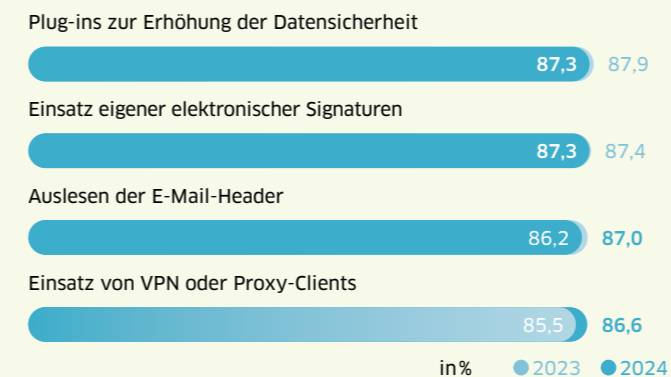 Plug-ins zur Erhöhung der Datensicherheit
87,3 87,9
Einsatz eigener elektronischer Signaturen
87,3 87,4
Auslesen der E-Mail-Header
86,2 87,0
Einsatz von VPN oder Proxy-Clients
85,5 86,6
in% 2023 2024